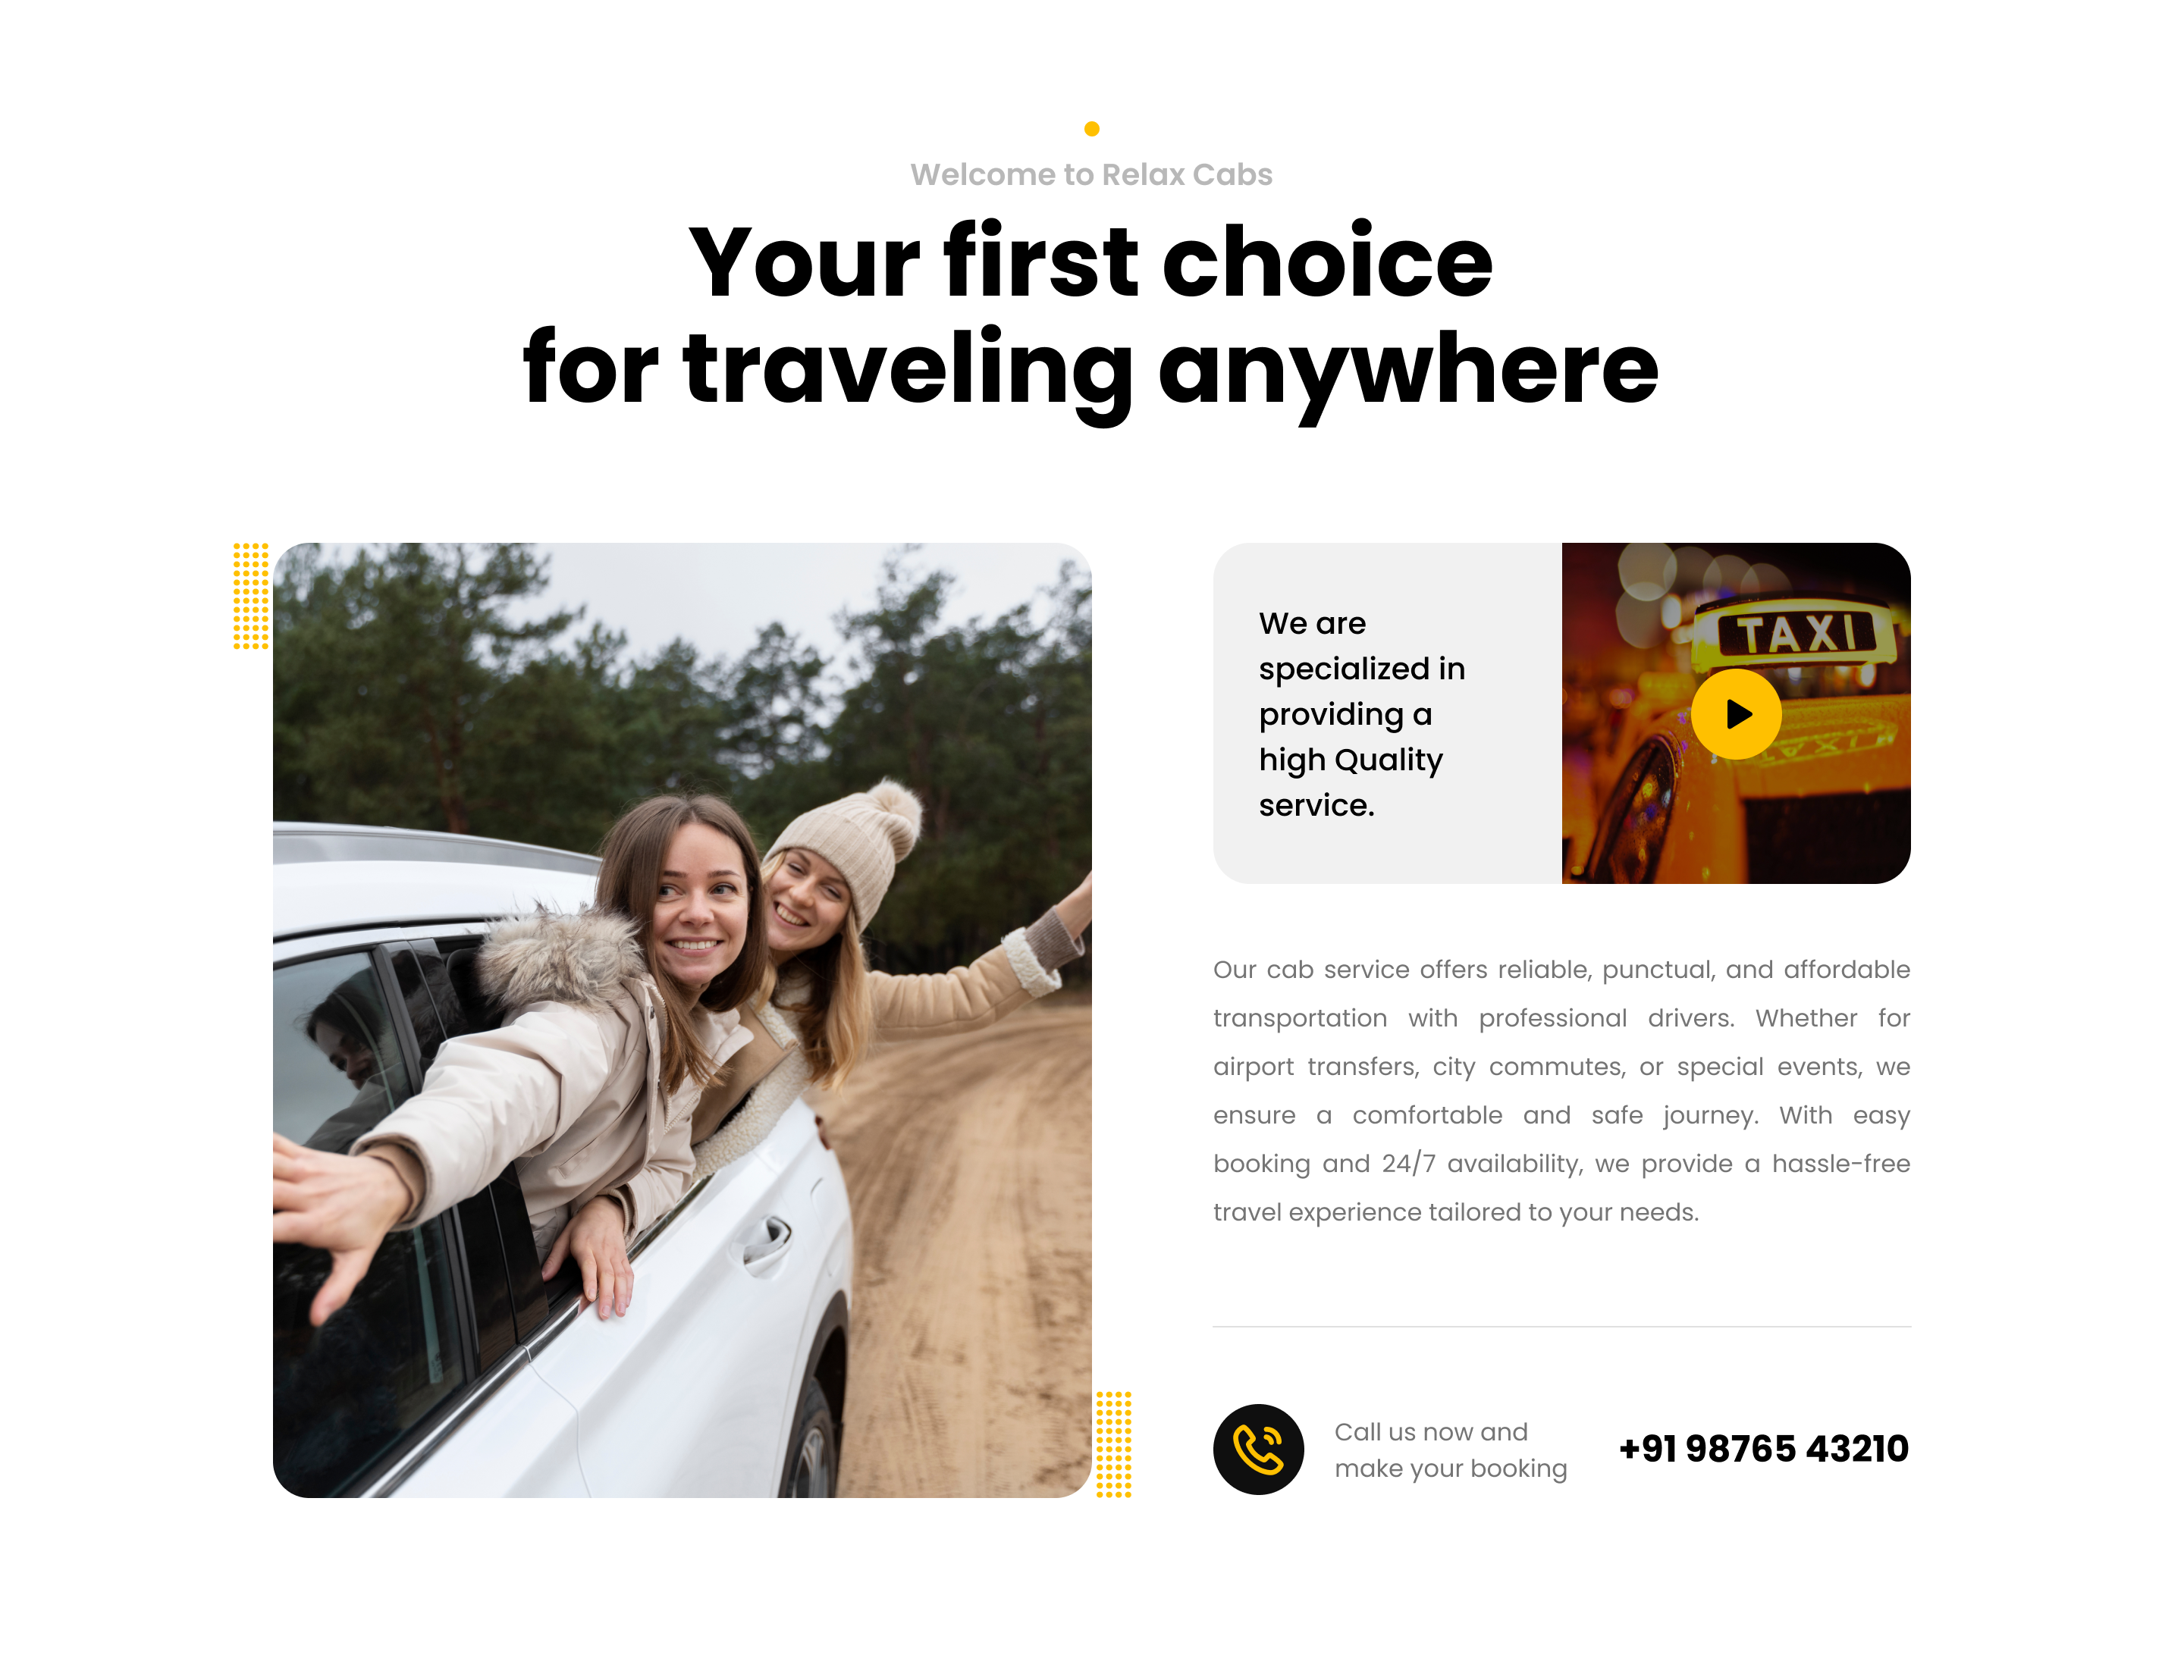 Welcome to Relax Cabs
Your first choice
for traveling anywhere
We are
specialized in
providing a
high Quality
service.
TAXI
Our cab service offers reliable, punctual, and affordable
transportation with professional drivers. Whether for
airport transfers, city commutes, or special events, we
ensure a comfortable and safe journey. With easy
booking and 24/7 availability, we provide a hassle-free
travel experience tailored to your needs.
Call us now and
make your booking
+91 98765 43210